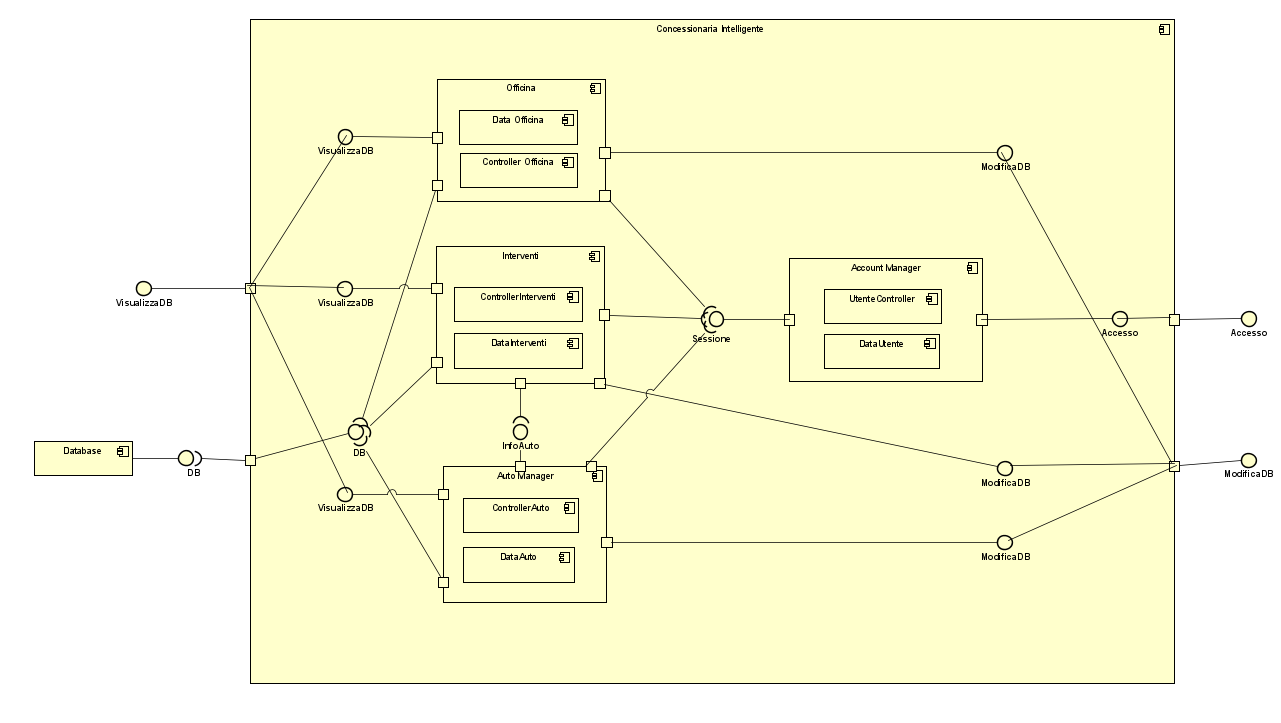 Concessionaria Intelligente
Officina
Data Officina
Controller Officina
VisualizzaDB
ModificaDB
Interventi
ControllerInterventi
DataInterventi
VisualizzaDB
VisualizzaDB
Account Manager
UtenteController
DataUtente
Sessione
Accesso
Accesso
Database
DB
DB
InfoAuto
Auto Manager
ControllerAuto
DataAuto
VisualizzaDB
ModificaDB
ModificaDB
ModificaDB